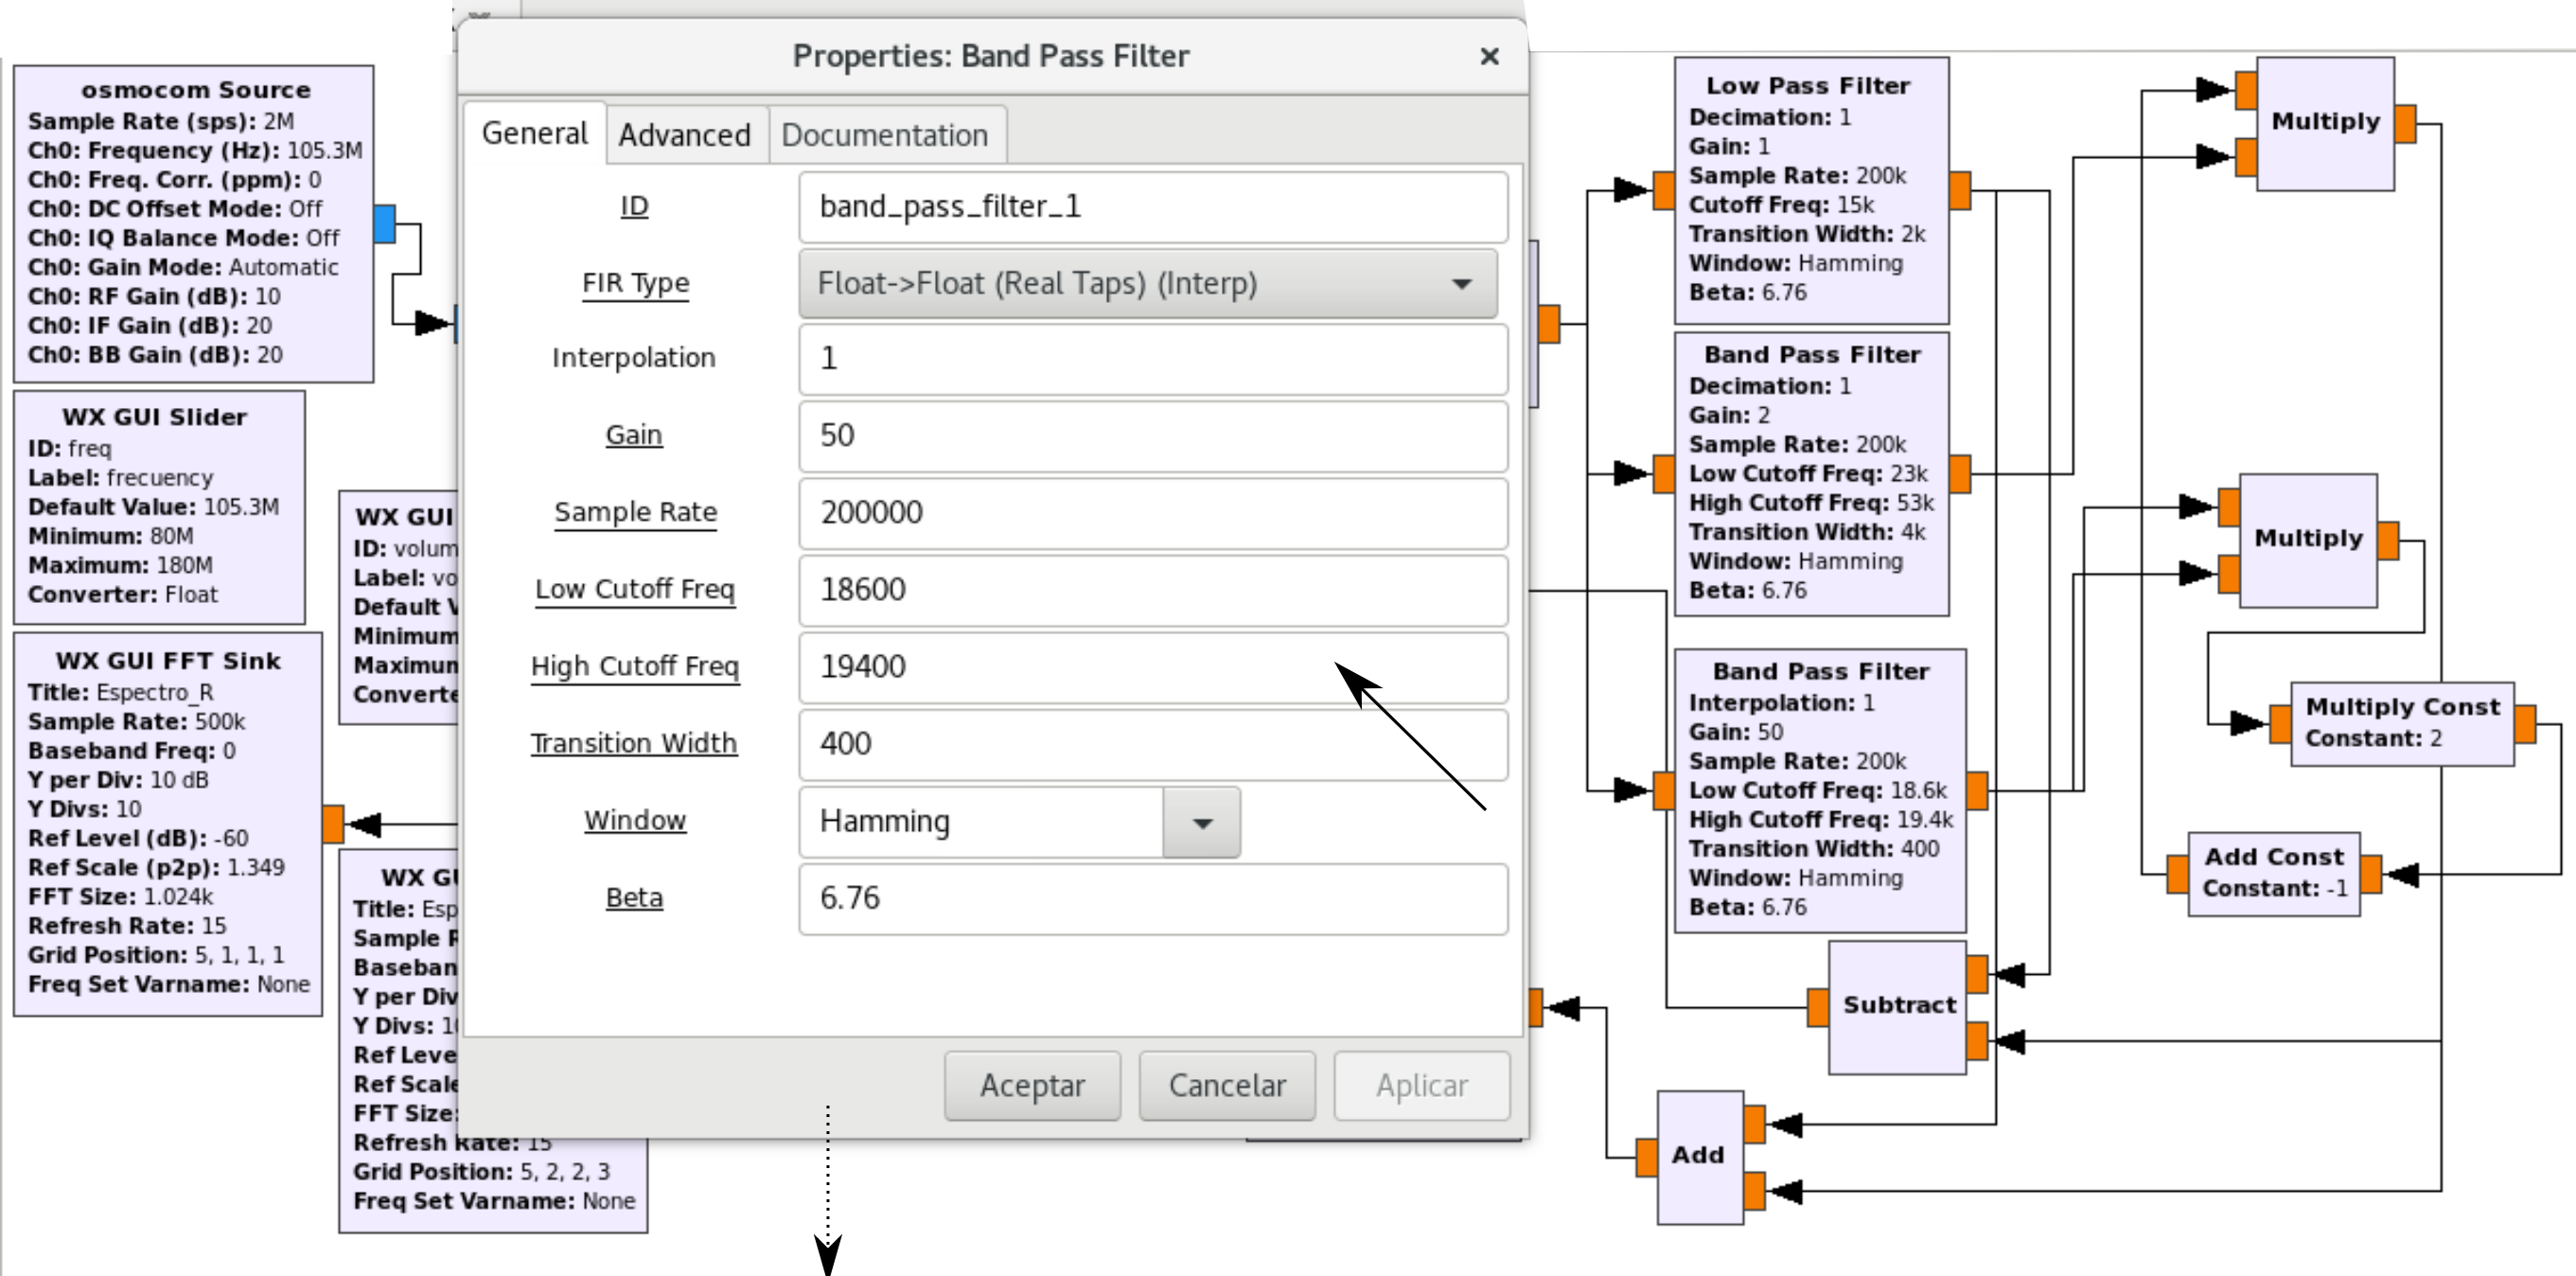 osmocom Source
Sample Rate (sps): 2M
Ch0: Frequency (Hz): 105.3M
Ch0: Freq. Corr. (ppm): 0
Ch0: DC Offset Mode: Off
Ch0: IQ Balance Mode: Off
Ch0: Gain Mode: Automatic
Ch0: RF Gain (dB): 10
Ch0: IF Gain (dB): 20
Ch0: BB Gain (dB): 20
WX GUI Slider
ID: freq
Label: frecuency
Default Value: 105.3M
Minimum: 80M
Maximum: 180M
Converter: Float
WX GUI FFT Sink
Title: Espectro_R
Sample Rate: 500k
Baseband Freq: 0
Y per Div: 10 dB
Y Divs: 10
Ref Level (dB): -60
Ref Scale (p2p): 1.349
FFT Size: 1.024k
Refresh Rate: 15
Grid Position: 5, 1, 1, 1
Freq Set Varname: None
WX GUI
ID: volum
Label: vo
Default V
Minimum
Maximum
Converte
WX GU
Title: Esp
Sample R
Baseban
Y per Div
Y Divs: 10
Ref Leve
Ref Scale
FFT Size:
Refresh Rate: 15
Grid Position: 5, 2, 2, 3
Freq Set Varname: None
Properties: Band Pass Filter
General Advanced Documentation
ID band_pass_filter_1
FIR Type Float->Float (Real Taps) (Interp)
Interpolation 1
Gain 50
Sample Rate 200000
Low Cutoff Freq 18600
High Cutoff Freq 19400
Transition Width 400
Window Hamming
Beta 6.76
Aceptar Cancelar Aplicar
Low Pass Filter
Decimation: 1
Gain: 1
Sample Rate: 200k
Cutoff Freq: 15k
Transition Width: 2k
Window: Hamming
Beta: 6.76
Band Pass Filter
Decimation: 1
Gain: 2
Sample Rate: 200k
Low Cutoff Freq: 23k
High Cutoff Freq: 53k
Transition Width: 4k
Window: Hamming
Beta: 6.76
Band Pass Filter
Interpolation: 1
Gain: 50
Sample Rate: 200k
Low Cutoff Freq: 18.6k
High Cutoff Freq: 19.4k
Transition Width: 400
Window: Hamming
Beta: 6.76
Subtract
Add
Multiply
Multiply
Multiply Const
Constant: 2
Add Const
Constant: -1